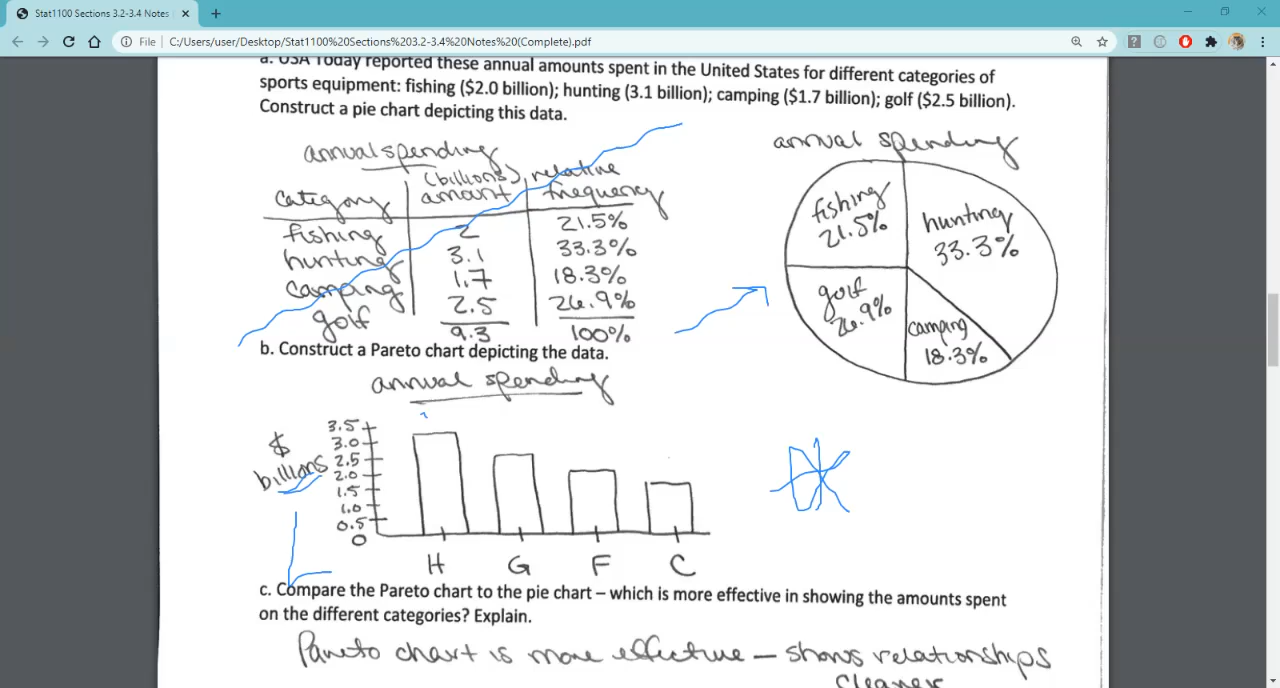 Stat1100 Sections 3.2-3.4 Notes
File
C:/Users/user/Desktop/Stat1100%20Sections%203.2-3.4%20Notes%20(Complete).pdf
a. USA Today reported these annual amounts spent in the United States for different categories of
sports equipment: fishing ($2.0 billion); hunting (3.1 billion); camping ($1.7 billion); golf ($2.5 billion).
Construct a pie chart depicting this data.
annual spending
category (billions) amount relative frequency
fishing 2 21.5%
hunting 3.1 33.3%
camping 1.7 18.3%
golf 2.5 26.9%
9.3 100%
annual spending
fishing
21.5%
hunting
33.3%
golf
26.9%
camping
18.3%
b. Construct a Pareto chart depicting the data.
annual spending
$
billions
3.5
3.0
2.5
2.0
1.5
1.0
0.5
0
H G F C
c. Compare the Pareto chart to the pie chart – which is more effective in showing the amounts spent
on the different categories? Explain.
Pareto chart is more effective – shows relationships
cleaner